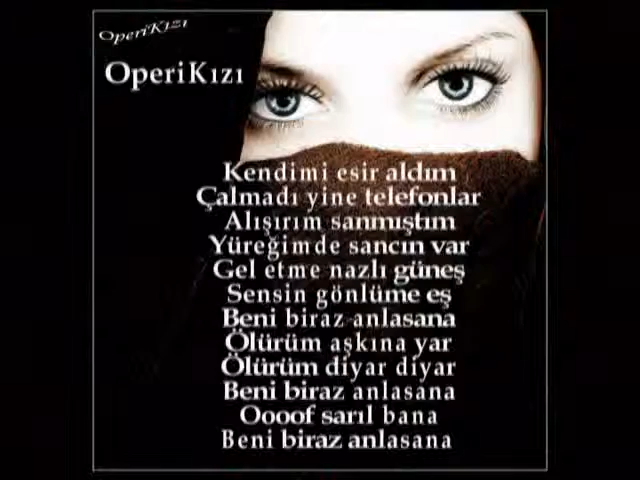 OperiKızı
OperiKızı
Kendimi esir aldım
Çalmadı yine telefonlar
Alışırım sanmıştım
Yüreğimde sancın var
Gel etme nazlı güneş
Sensin gönlüme eş
Beni biraz anlasana
Ölürüm aşkına yar
Ölürüm diyar diyar
Beni biraz anlasana
Oooof sarıl bana
Beni biraz anlasana